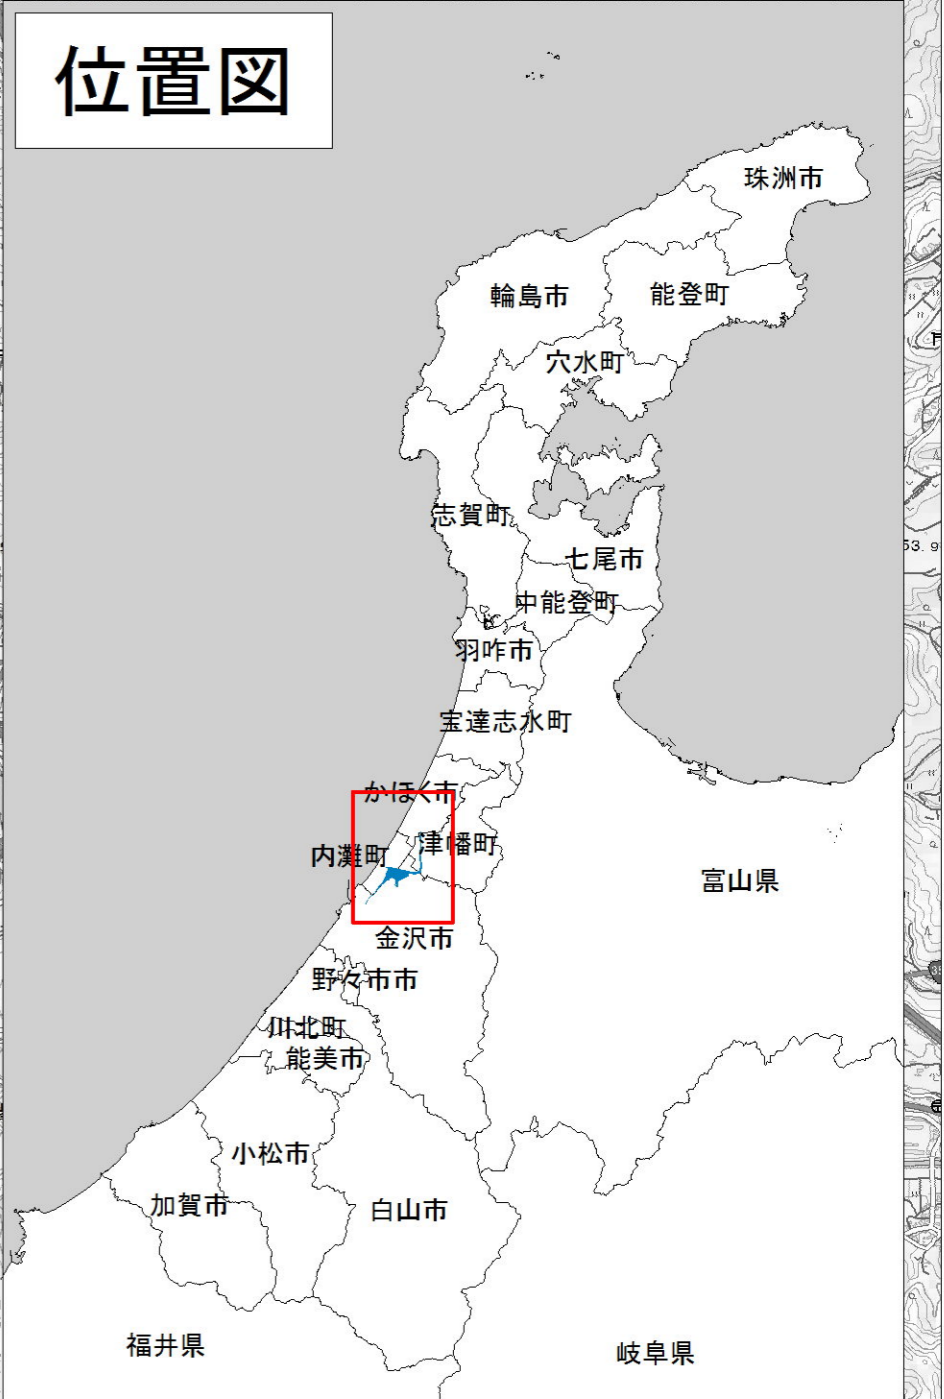 位置図
珠洲市
輪島市
能登町
穴水町
志賀町
七尾市
中能登町
羽咋市
宝達志水町
かほく市
津幡町
内灘町
富山県
金沢市
野々市市
川北町
能美市
小松市
加賀市
白山市
福井県
岐阜県
53.9